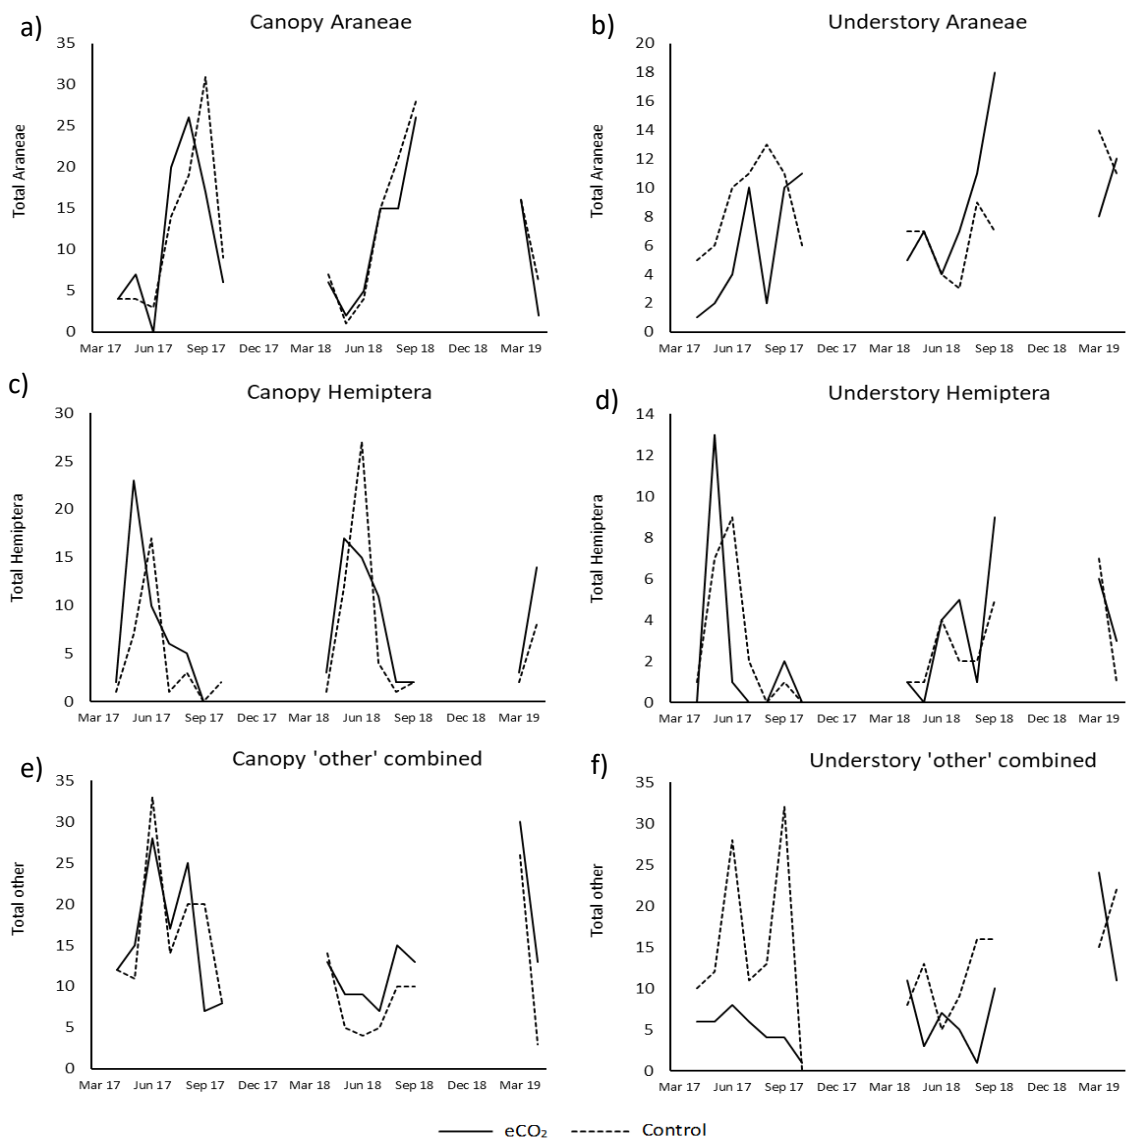 a)
Canopy Araneae
35
30
25
20
15
10
5
0
Total Araneae
Mar 17 Jun 17 Sep 17 Dec 17 Mar 18 Jun 18 Sep 18 Dec 18 Mar 19
b)
Understory Araneae
20
18
16
14
12
10
8
6
4
2
0
Total Araneae
Mar 17 Jun 17 Sep 17 Dec 17 Mar 18 Jun 18 Sep 18 Dec 18 Mar 19
c)
Canopy Hemiptera
30
25
20
15
10
5
0
Total Hemiptera
Mar 17 Jun 17 Sep 17 Dec 17 Mar 18 Jun 18 Sep 18 Dec 18 Mar 19
d)
Understory Hemiptera
14
12
10
8
6
4
2
0
Total Hemiptera
Mar 17 Jun 17 Sep 17 Dec 17 Mar 18 Jun 18 Sep 18 Dec 18 Mar 19
e)
Canopy 'other' combined
35
30
25
20
15
10
5
0
Total other
Mar 17 Jun 17 Sep 17 Dec 17 Mar 18 Jun 18 Sep 18 Dec 18 Mar 19
f)
Understory 'other' combined
35
30
25
20
15
10
5
0
Total other
Mar 17 Jun 17 Sep 17 Dec 17 Mar 18 Jun 18 Sep 18 Dec 18 Mar 19
eCO₂ Control